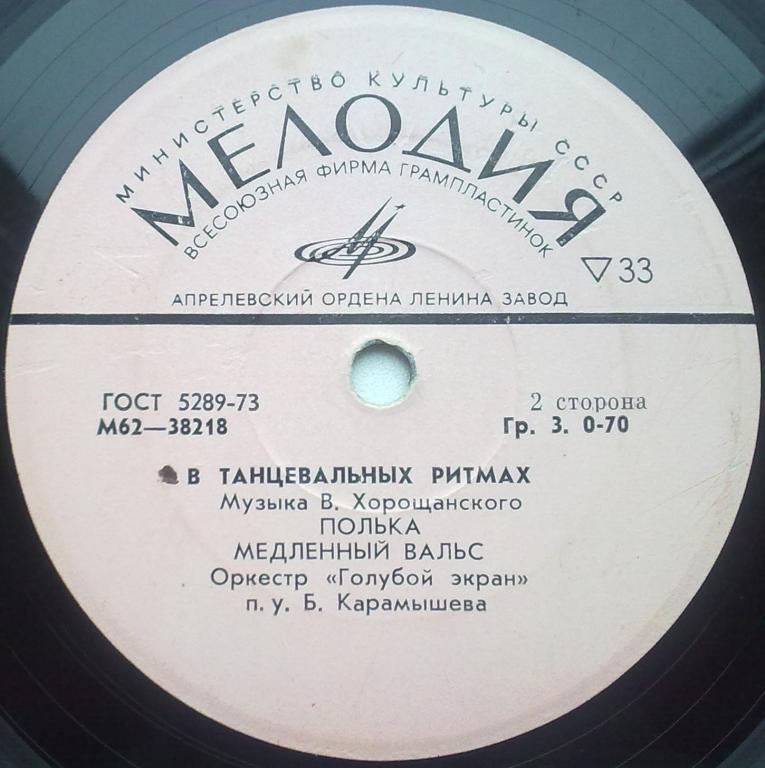 МИНИСТЕРСТВО КУЛЬТУРЫ СССР
МЕЛОДИЯ
ВСЕСОЮЗНАЯ ФИРМА ГРАМПЛАСТИНОК
▽33
АПРЕЛЕВСКИЙ ОРДЕНА ЛЕНИНА ЗАВОД
ГОСТ 5289-73 2 сторона
М62—38218 Гр. 3. 0-70
В ТАНЦЕВАЛЬНЫХ РИТМАХ
Музыка В. Хорощанского
ПОЛЬКА
МЕДЛЕННЫЙ ВАЛЬС
Оркестр «Голубой экран»
п. у. Б. Карамышева